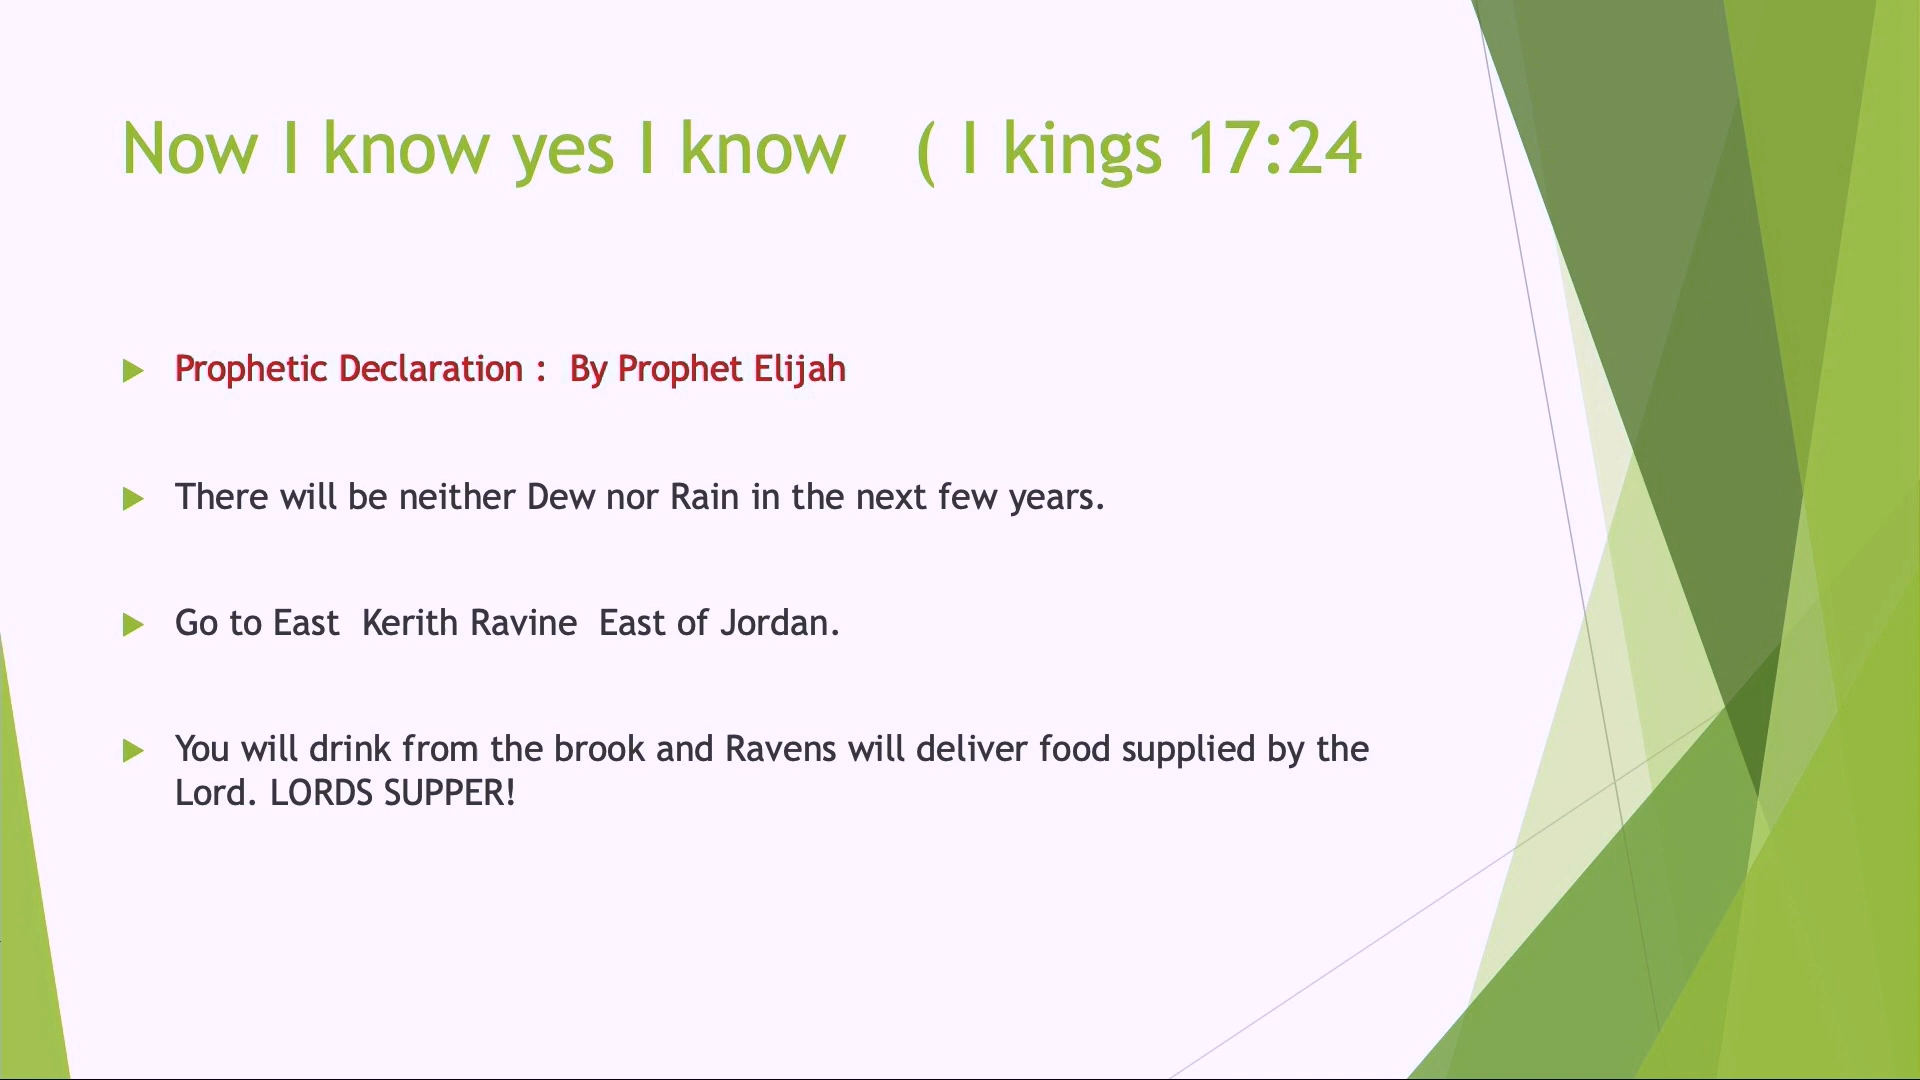 Now I know yes I know ( I kings 17:24
Prophetic Declaration : By Prophet Elijah
There will be neither Dew nor Rain in the next few years.
Go to East Kerith Ravine East of Jordan.
You will drink from the brook and Ravens will deliver food supplied by the
Lord. LORDS SUPPER!